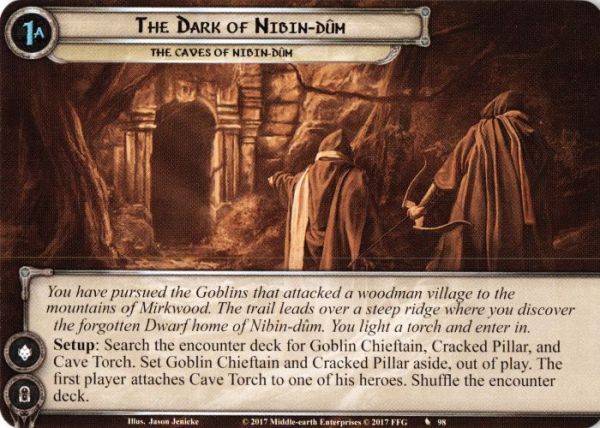 1A
THE DARK OF NIBIN-DÛM
THE CAVES OF NIBIN-DÛM
You have pursued the Goblins that attacked a woodman village to the
mountains of Mirkwood. The trail leads over a steep ridge where you discover
the forgotten Dwarf home of Nibin-dûm. You light a torch and enter in.
Setup: Search the encounter deck for Goblin Chieftain, Cracked Pillar, and
Cave Torch. Set Goblin Chieftain and Cracked Pillar aside, out of play. The
first player attaches Cave Torch to one of his heroes. Shuffle the encounter
deck.
Illus. Jason Jenicke © 2017 Middle-earth Enterprises © 2017 FFG 98